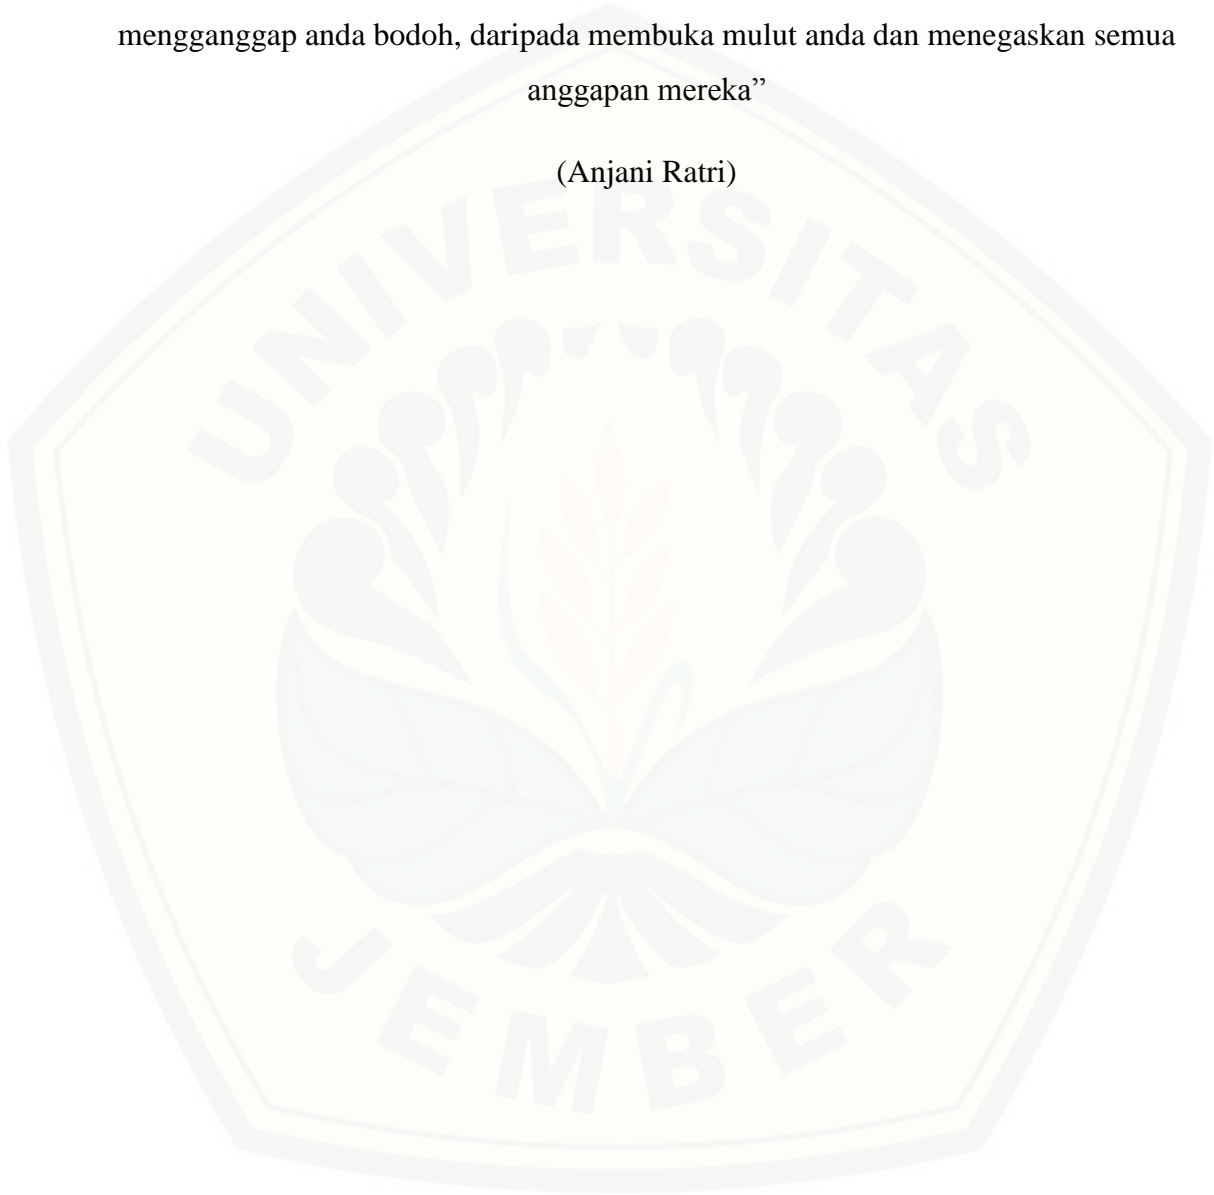 mengganggap anda bodoh, daripada membuka mulut anda dan menegaskan semua
anggapan mereka”
(Anjani Ratri)
UNIVERSITAS
JEMBER